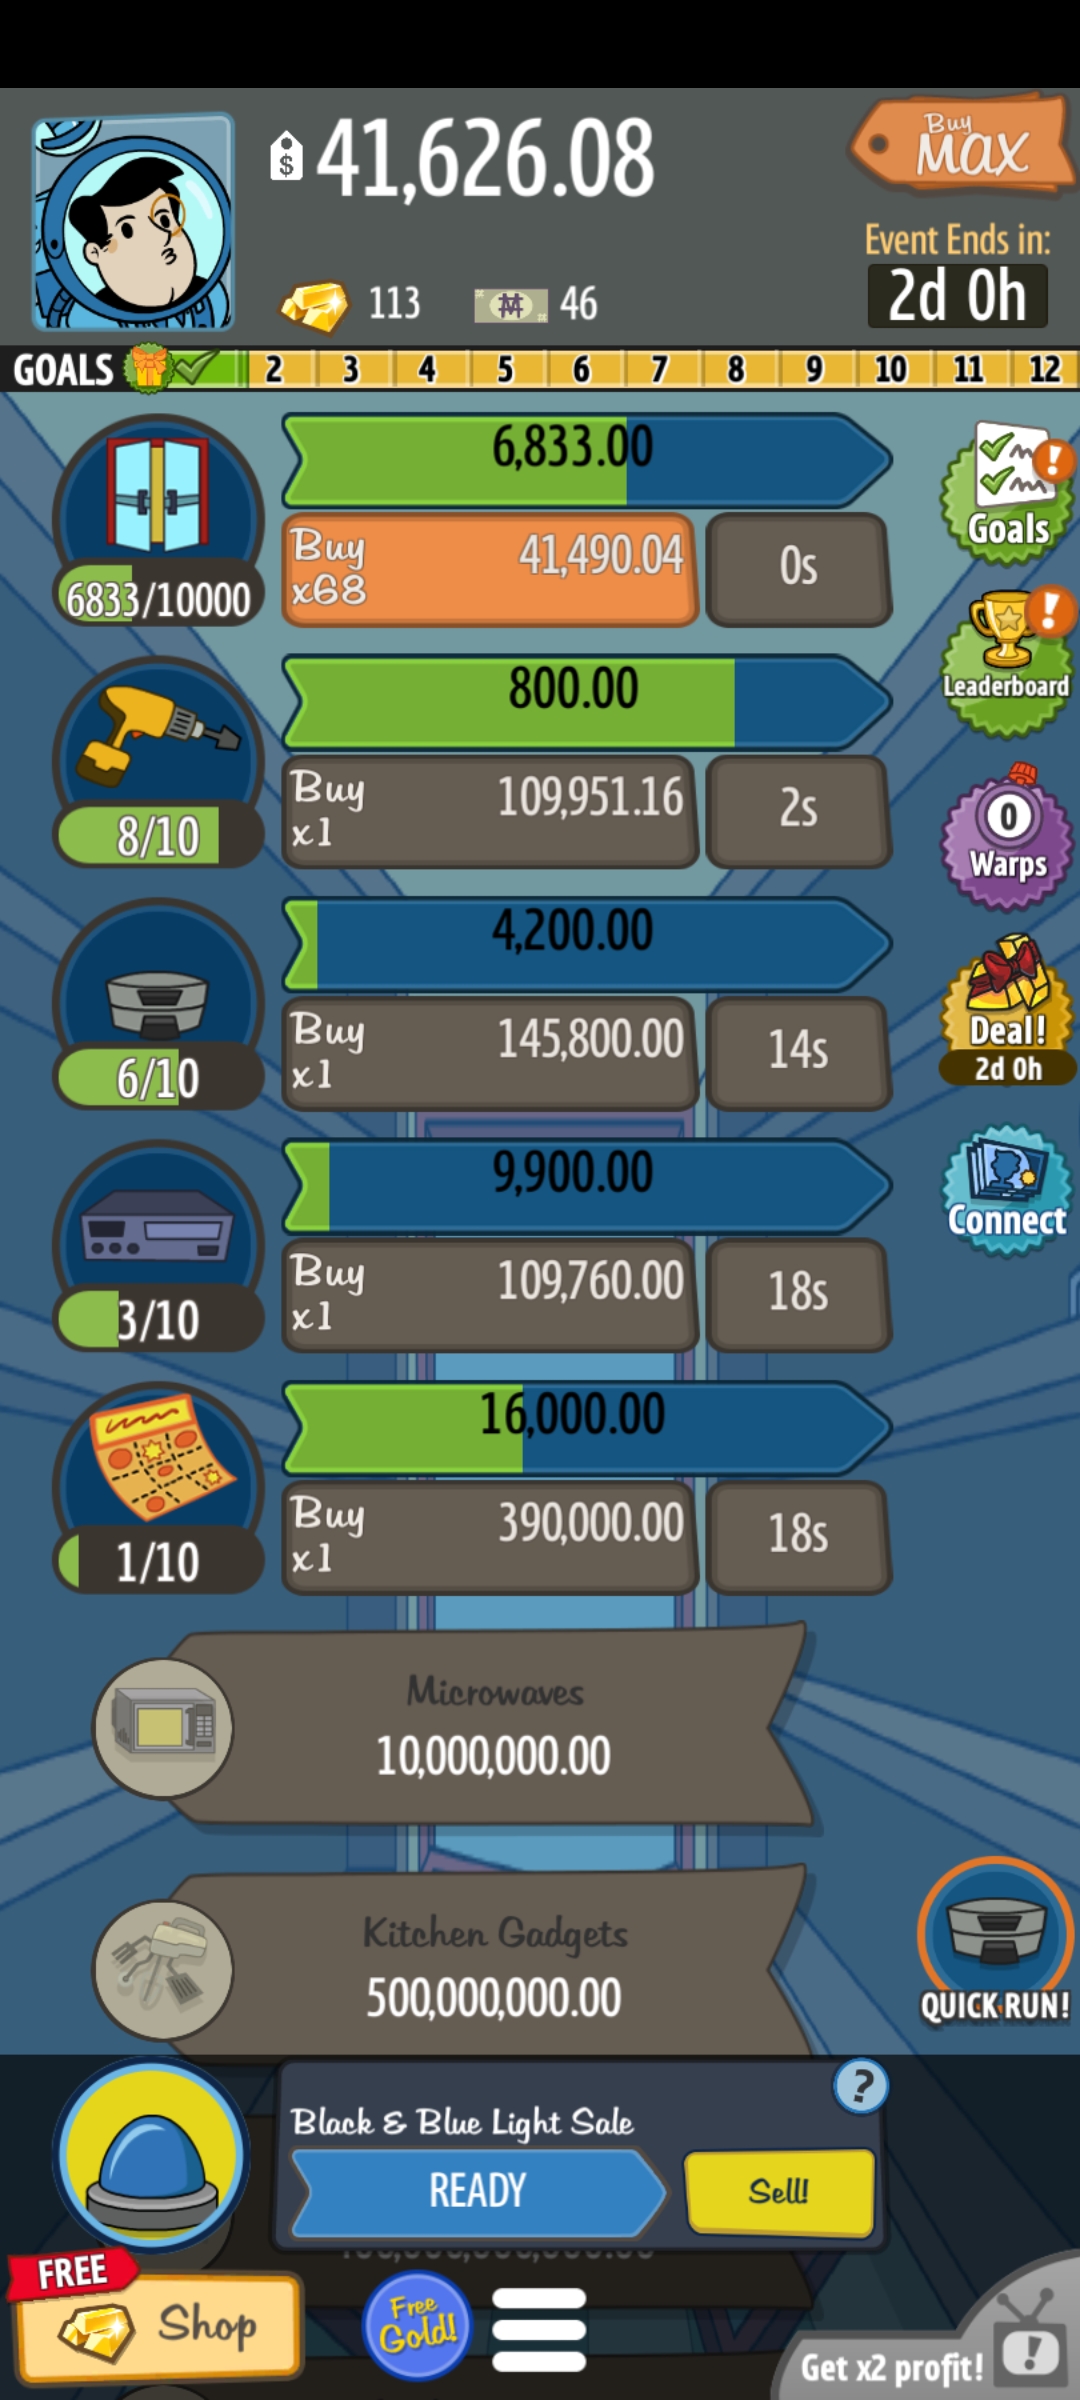 $ 41,626.08
Buy
MAX
Event Ends in:
2d 0h
113
46
GOALS 2 3 4 5 6 7 8 9 10 11 12
6,833.00
Buy
x68
41,490.04
0s
6833/10000
Goals
800.00
Buy
x1
109,951.16
2s
8/10
Leaderboard
4,200.00
Buy
x1
145,800.00
14s
6/10
0
Warps
9,900.00
Buy
x1
109,760.00
18s
3/10
Deal!
2d 0h
16,000.00
Buy
x1
390,000.00
18s
1/10
Connect
Microwaves
10,000,000.00
Kitchen Gadgets
500,000,000.00
QUICK RUN!
Black & Blue Light Sale
?
READY
Sell!
FREE
Shop
Free
Gold!
Get x2 profit!